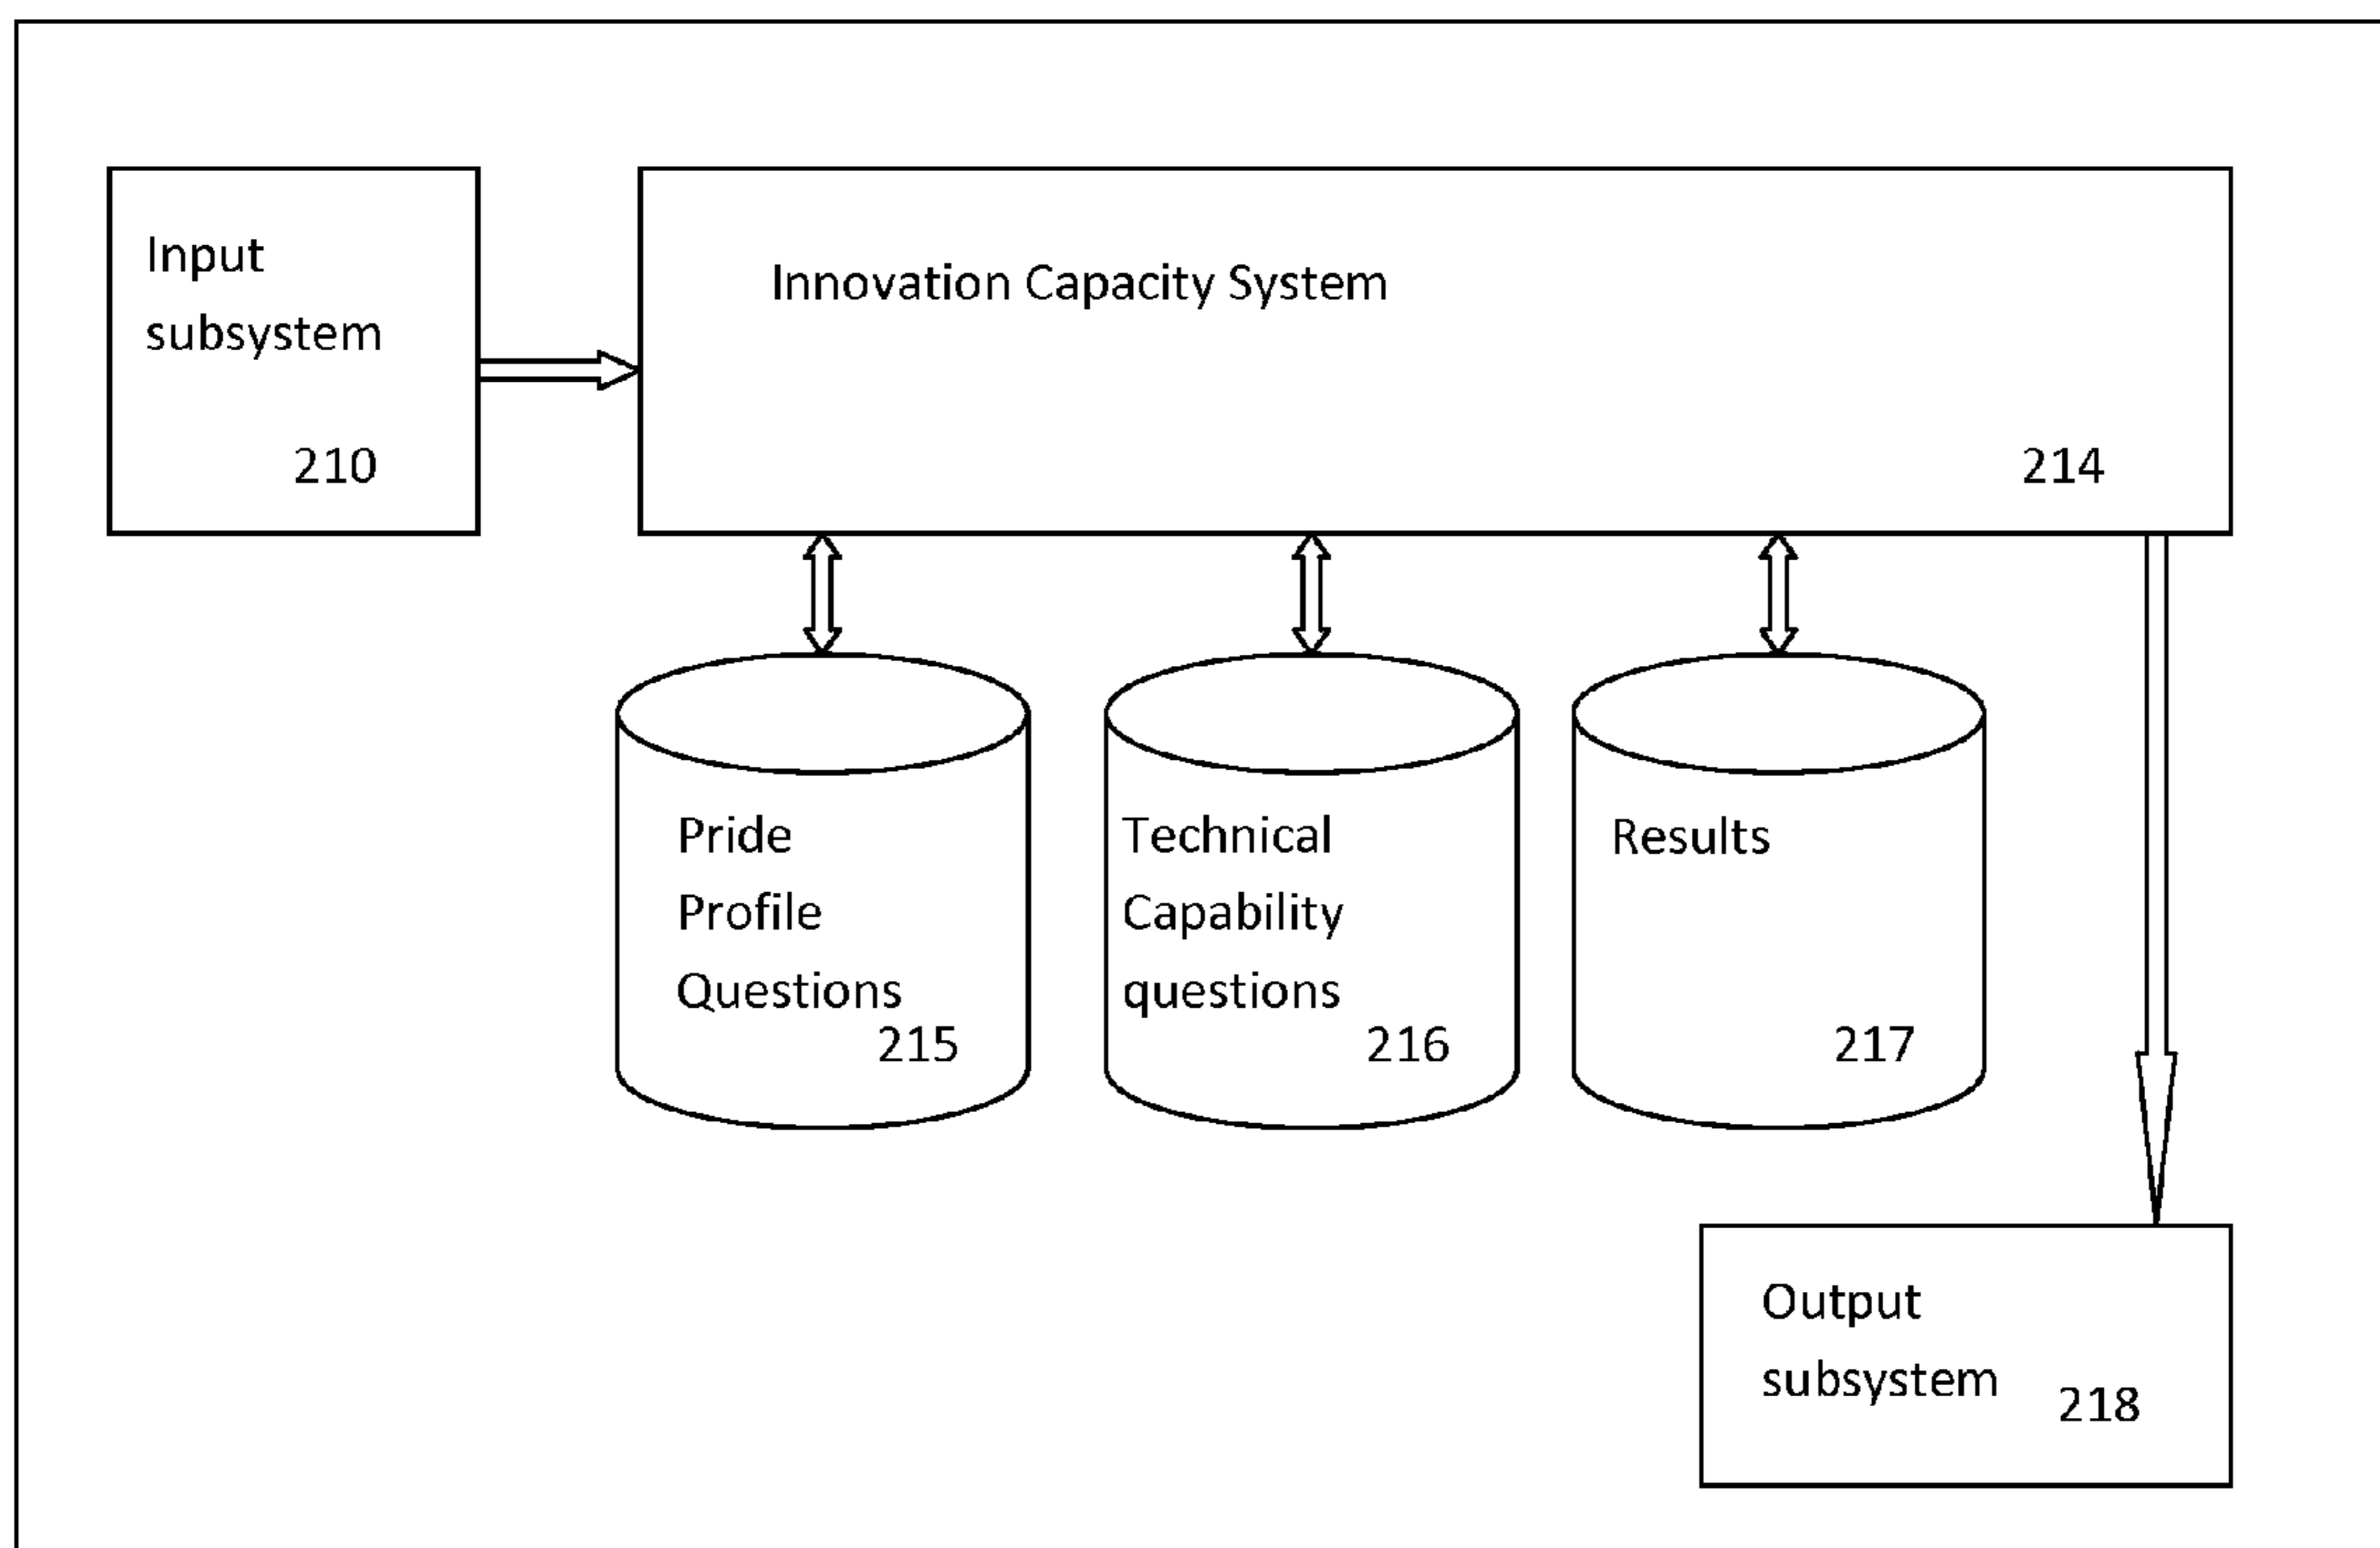 Input
subsystem
210
Innovation Capacity System
214
Pride
Profile
Questions
215
Technical
Capability
questions
216
Results
217
Output
subsystem
218